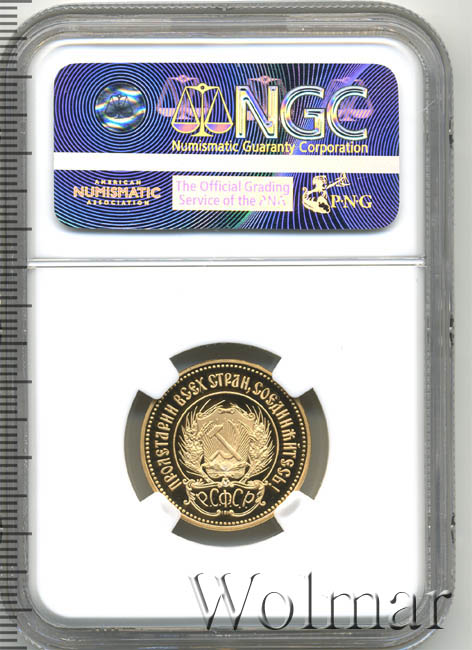 NGC
Numismatic Guaranty Corporation
AMERICAN
NUMISMATIC
ASSOCIATION
The Official Grading
Service of the PNG
P·N·G
ПРОЛЕТАРИИ ВСЕХ СТРАН, СОЕДИНЯЙТЕСЬ!
РСФСР
Wolmar